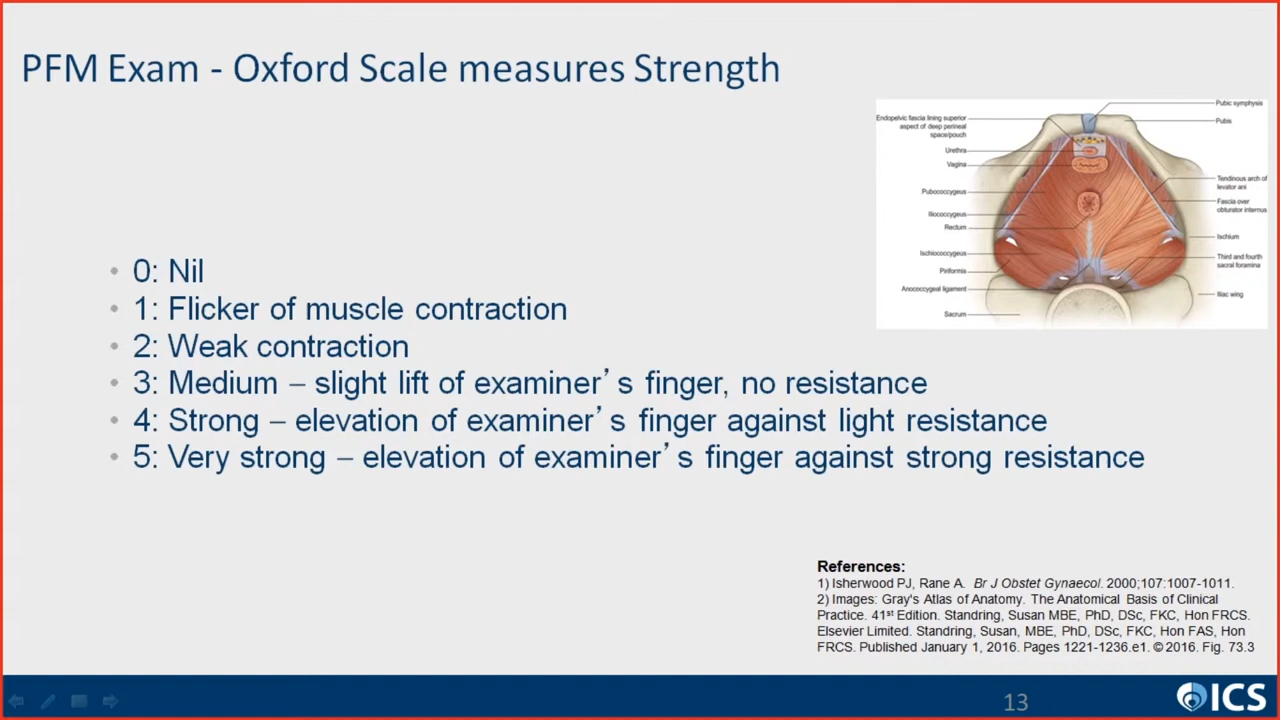 PFM Exam - Oxford Scale measures Strength
Endopelvic fascia lining superior
aspect of deep perineal
space/pouch
Urethra
Vagina
Pubococcygeus
Iliococcygeus
Rectum
Ischiococcygeus
Piriformis
Anococcygeal ligament
Sacrum
Pubic symphysis
Pubis
Tendinous arch of
levator ani
Fascia over
obturator internus
Ischium
Third and fourth
sacral foramina
Iliac wing
• 0: Nil
• 1: Flicker of muscle contraction
• 2: Weak contraction
• 3: Medium – slight lift of examiner’s finger, no resistance
• 4: Strong – elevation of examiner’s finger against light resistance
• 5: Very strong – elevation of examiner’s finger against strong resistance
References:
1) Isherwood PJ, Rane A. Br J Obstet Gynaecol. 2000;107:1007-1011.
2) Images: Gray's Atlas of Anatomy. The Anatomical Basis of Clinical
Practice. 41st Edition. Standring, Susan MBE, PhD, DSc, FKC, Hon FRCS.
Elsevier Limited. Standring, Susan, MBE, PhD, DSc, FKC, Hon FAS, Hon
FRCS. Published January 1, 2016. Pages 1221-1236.e1. © 2016. Fig. 73.3
13
ICS